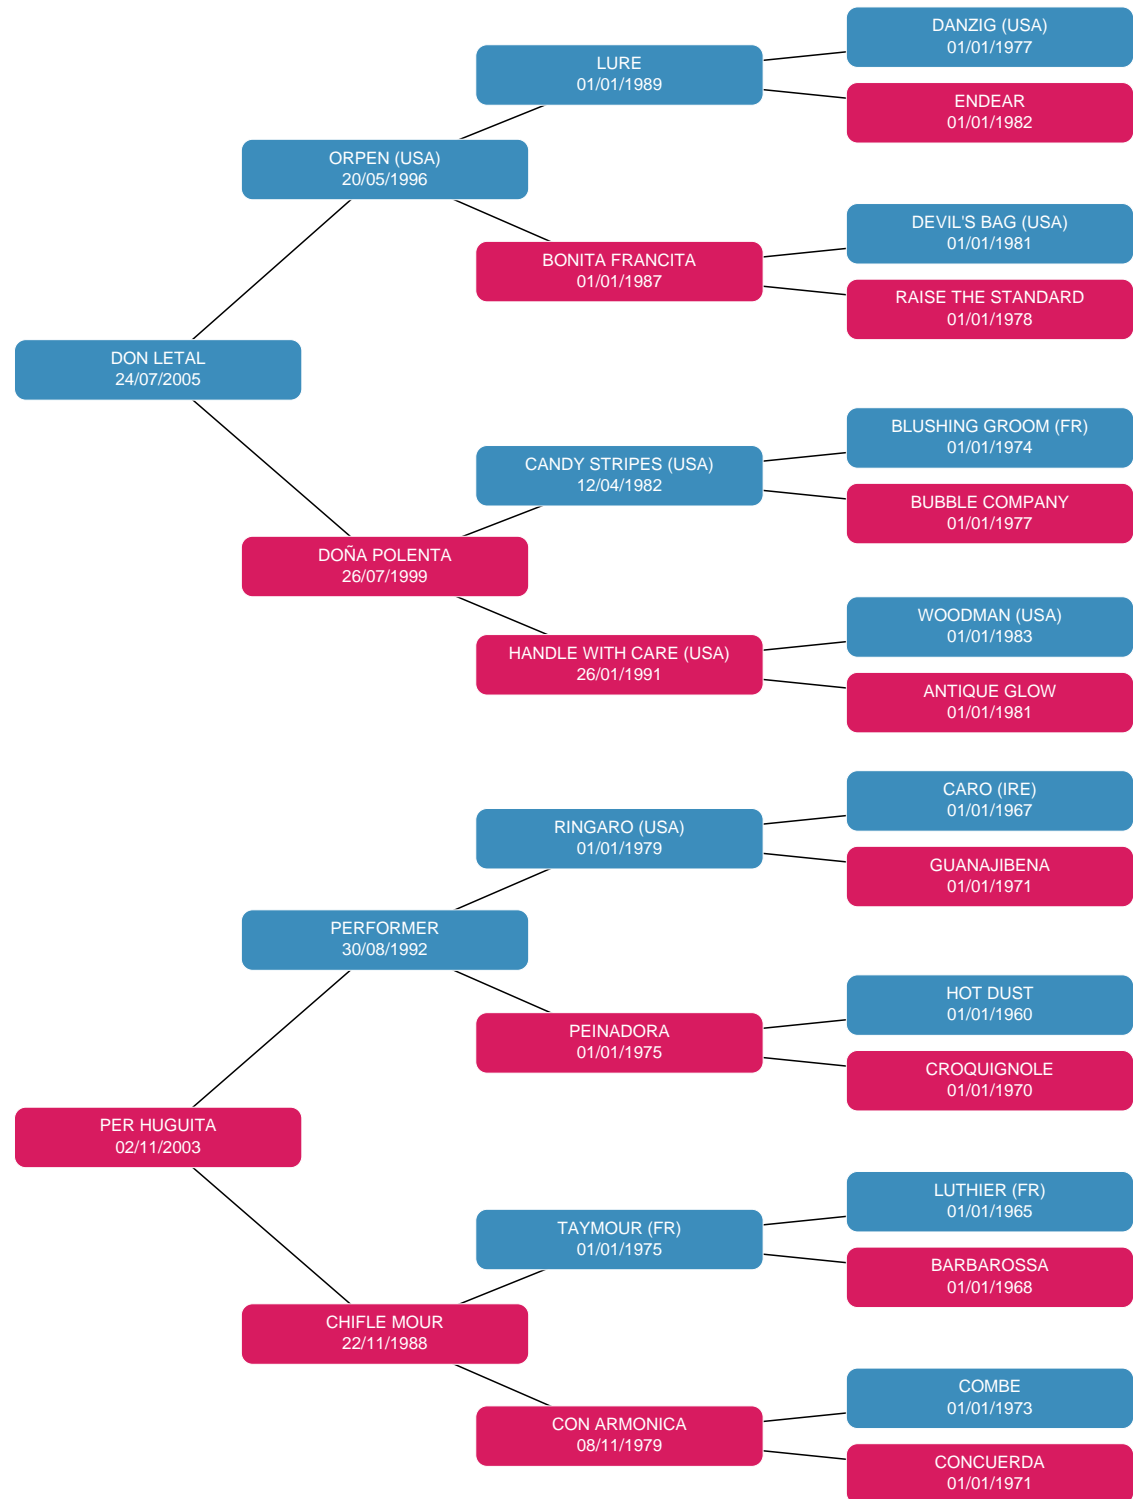 DANZIG (USA)
01/01/1977
LURE
01/01/1989
ENDEAR
01/01/1982
ORPEN (USA)
20/05/1996
DEVIL'S BAG (USA)
01/01/1981
BONITA FRANCITA
01/01/1987
RAISE THE STANDARD
01/01/1978
DON LETAL
24/07/2005
BLUSHING GROOM (FR)
01/01/1974
CANDY STRIPES (USA)
12/04/1982
BUBBLE COMPANY
01/01/1977
DOÑA POLENTA
26/07/1999
WOODMAN (USA)
01/01/1983
HANDLE WITH CARE (USA)
26/01/1991
ANTIQUE GLOW
01/01/1981
CARO (IRE)
01/01/1967
RINGARO (USA)
01/01/1979
GUANAJIBENA
01/01/1971
PERFORMER
30/08/1992
HOT DUST
01/01/1960
PEINADORA
01/01/1975
CROQUIGNOLE
01/01/1970
PER HUGUITA
02/11/2003
LUTHIER (FR)
01/01/1965
TAYMOUR (FR)
01/01/1975
BARBAROSSA
01/01/1968
CHIFLE MOUR
22/11/1988
COMBE
01/01/1973
CON ARMONICA
08/11/1979
CONCUERDA
01/01/1971